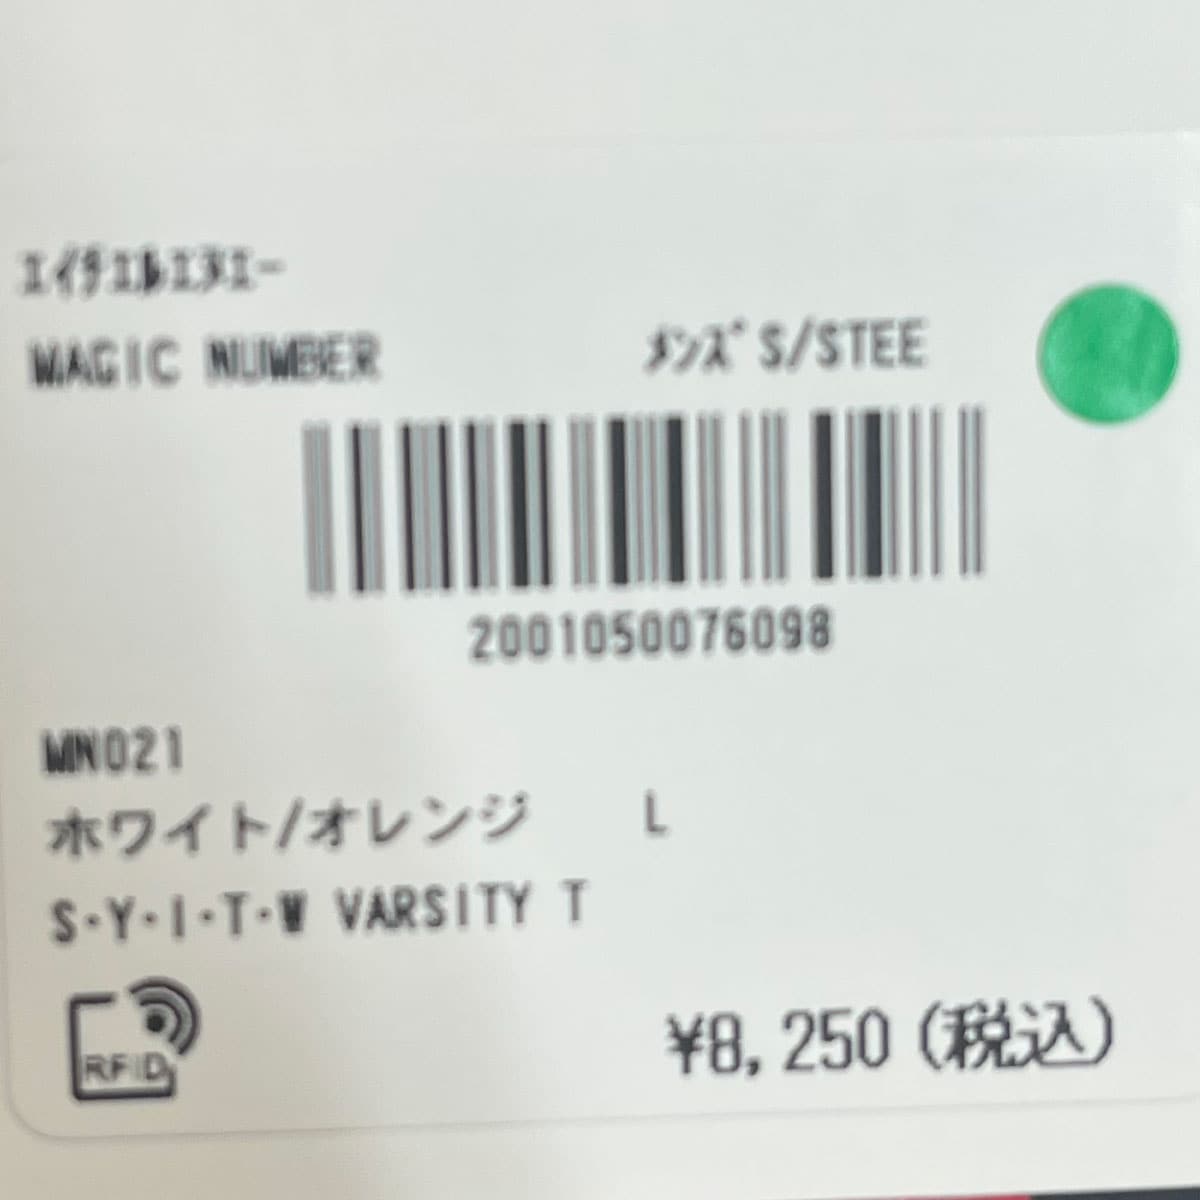 エイチエルエヌエー
MAGIC NUMBER
メンズ S/STEE
2001050076098
MN021
ホワイト/オレンジ L
S・Y・I・T・W VARSITY T
RFID
¥8,250(税込)